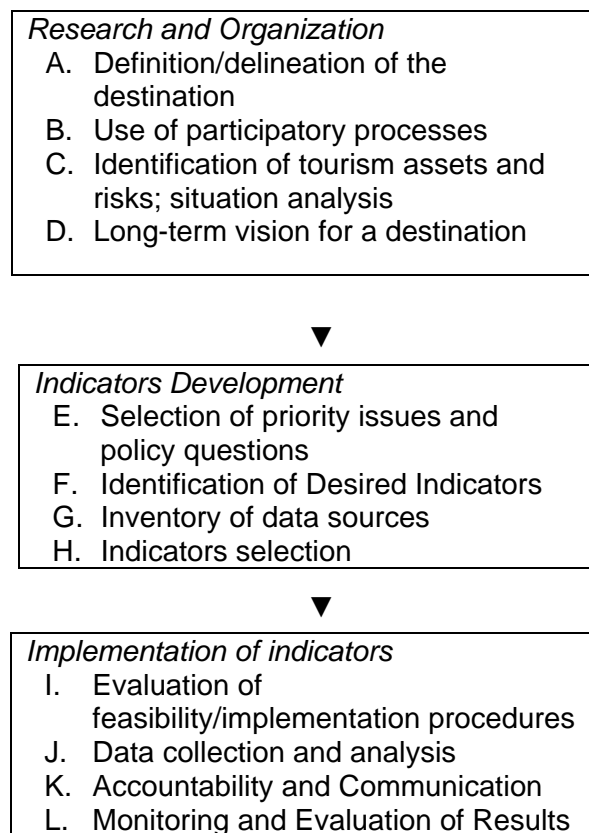 Research and Organization
A. Definition/delineation of the
destination
B. Use of participatory processes
C. Identification of tourism assets and
risks; situation analysis
D. Long-term vision for a destination
▼
Indicators Development
E. Selection of priority issues and
policy questions
F. Identification of Desired Indicators
G. Inventory of data sources
H. Indicators selection
▼
Implementation of indicators
I. Evaluation of
feasibility/implementation procedures
J. Data collection and analysis
K. Accountability and Communication
L. Monitoring and Evaluation of Results